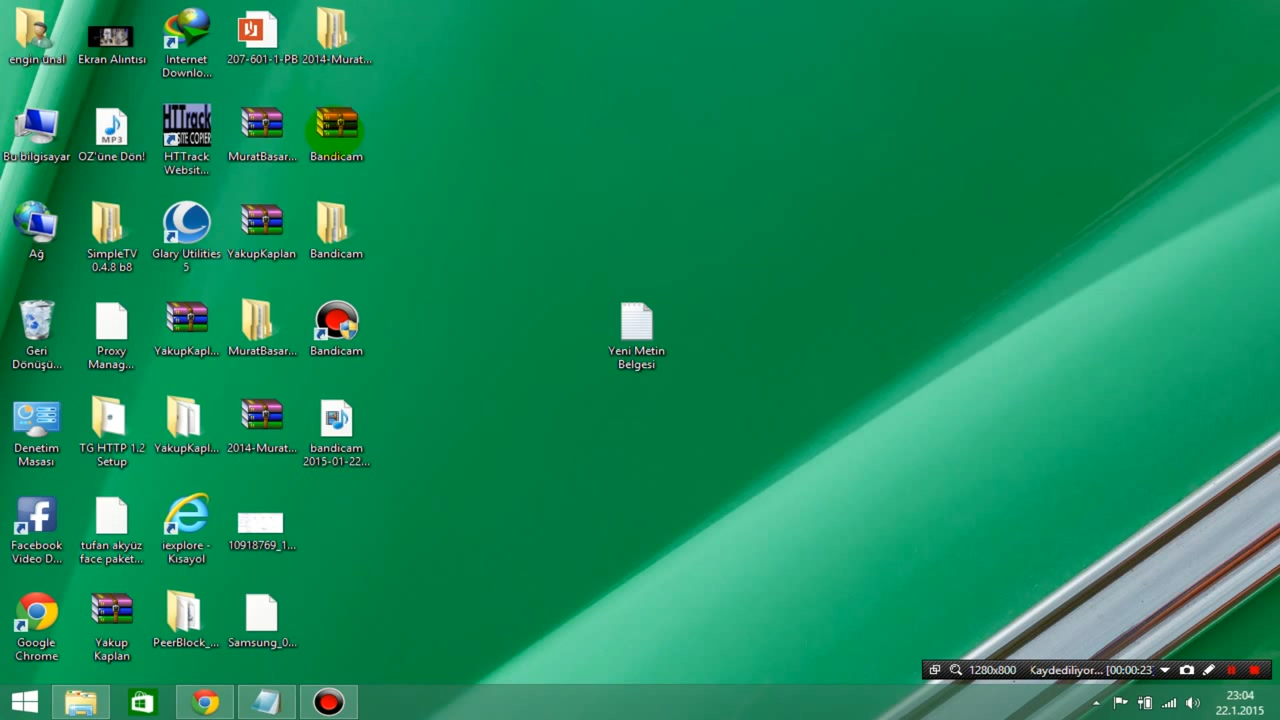 engin ünal
Ekran Alıntısı
Internet
Downlo...
207-601-1-PB
2014-Murat...
Bu bilgisayar
MP3
OZ'üne Dön!
HTTrack
SITE COPIER
HTTrack
Websit...
MuratBasar...
Bandicam
Ağ
SimpleTV
0.4.8 b8
Glary Utilities
5
YakupKaplan
Bandicam
Geri
Dönüşü...
Proxy
Manag...
YakupKapl...
MuratBasar...
Bandicam
Yeni Metin
Belgesi
Denetim
Masası
TG HTTP 1.2
Setup
YakupKapl...
2014-Murat...
bandicam
2015-01-22...
Facebook
Video D...
tufan akyüz
face paket...
iexplore -
Kısayol
10918769_1...
Google
Chrome
Yakup
Kaplan
PeerBlock_...
Samsung_0...
1280x800
Kaydediliyor... [00:00:23]
23:04
22.1.2015